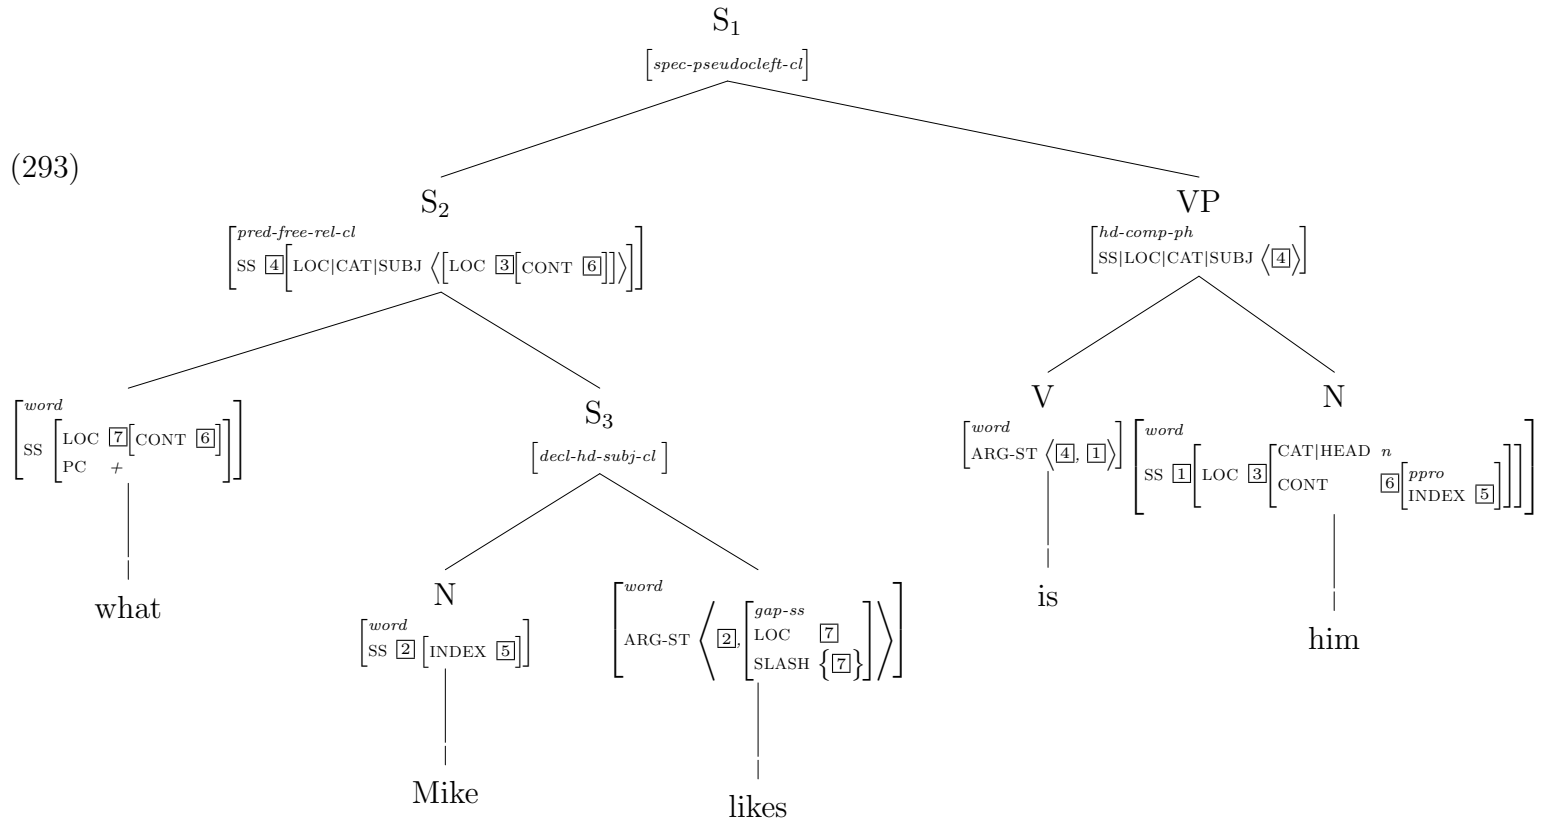 S1
[spec-pseudocleft-cl]
(293)
S2
VP
[pred-free-rel-cl
SS 4[LOC|CAT|SUBJ ⟨[LOC 3[CONT 6]]⟩]]
[hd-comp-ph
SS|LOC|CAT|SUBJ ⟨4⟩]
[word
SS [LOC 7[CONT 6]
PC +]]
S3
[decl-hd-subj-cl ]
V
[word
ARG-ST ⟨4, 1⟩]
N
[word
SS 1[LOC 3[CAT|HEAD n
CONT 6[ppro
INDEX 5]]]]
what
N
[word
SS 2 [INDEX 5]]
[word
ARG-ST ⟨2, [gap-ss
LOC 7
SLASH {7}]⟩]
is
him
Mike
likes